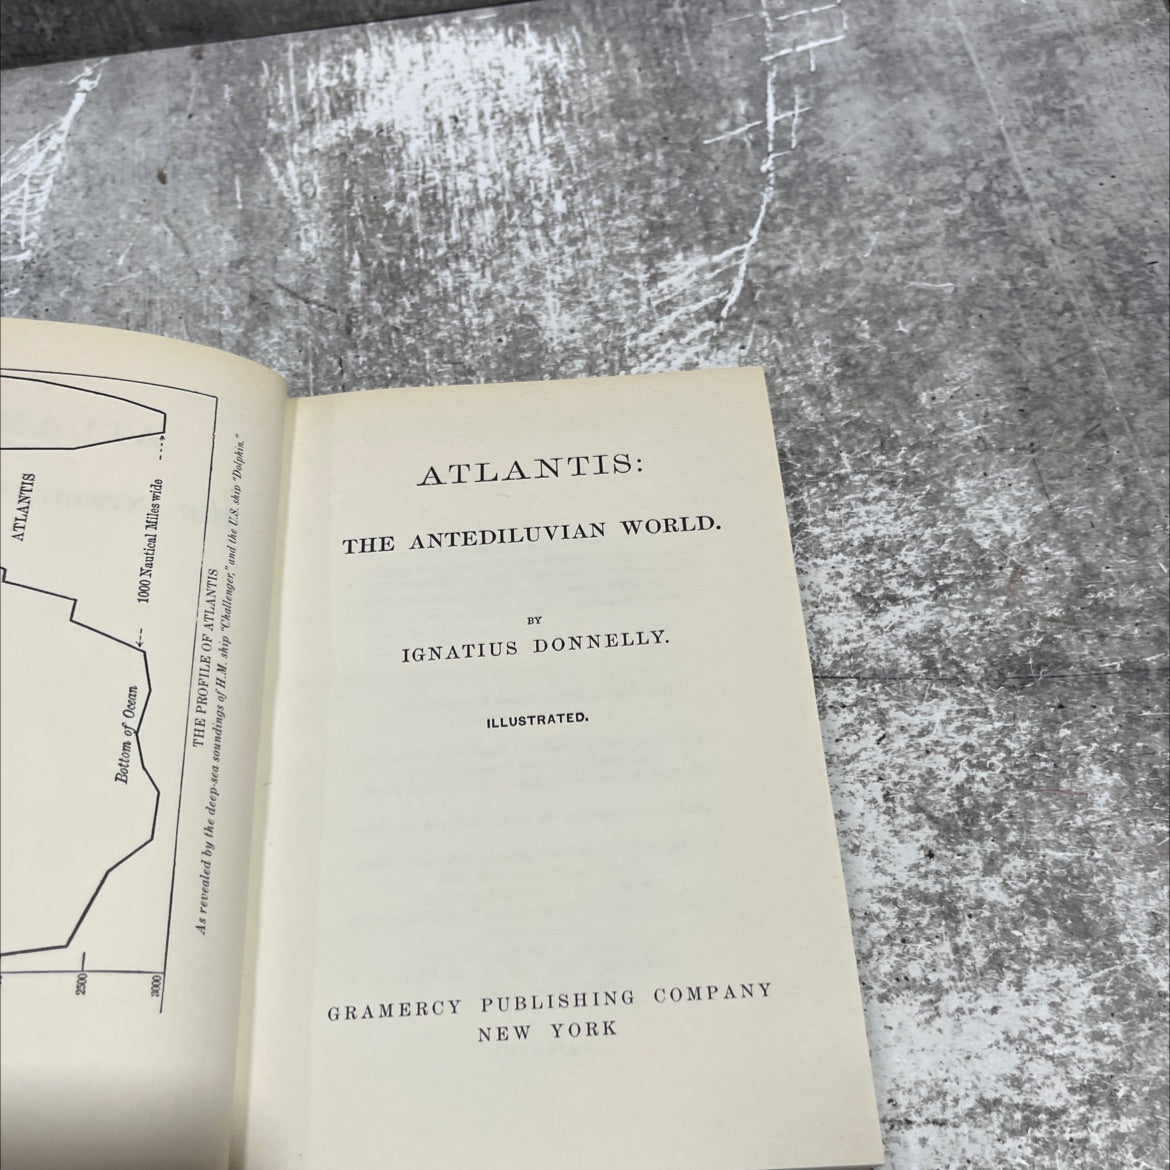 ATLANTIS
1000 Nautical Miles wide
Bottom of Ocean
2500
3000
THE PROFILE OF ATLANTIS
As revealed by the deep-sea soundings of H.M. ship "Challenger," and the U.S. ship "Dolphin."
ATLANTIS:
THE ANTEDILUVIAN WORLD.
BY
IGNATIUS DONNELLY.
ILLUSTRATED.
GRAMERCY PUBLISHING COMPANY
NEW YORK